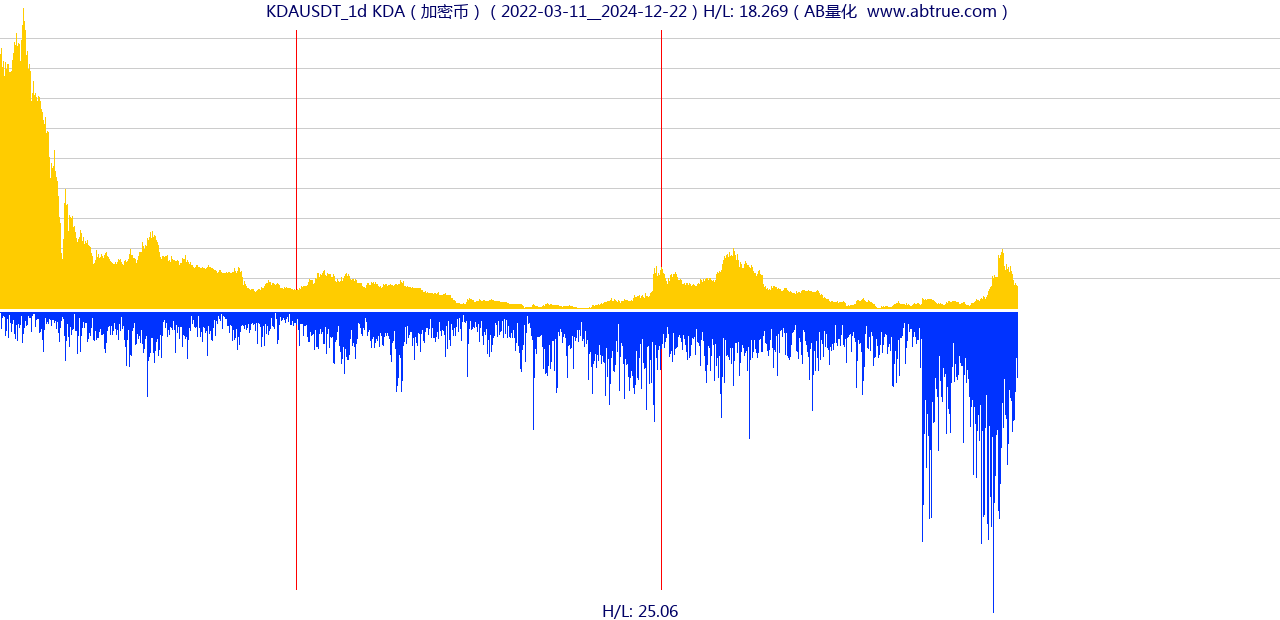 KDAUSDT_1d KDA ( 加密币 ) ( 2022-03-11__2024-12-22 ) H/L: 18.269 ( AB量化  www.abtrue.com )
H/L: 25.06